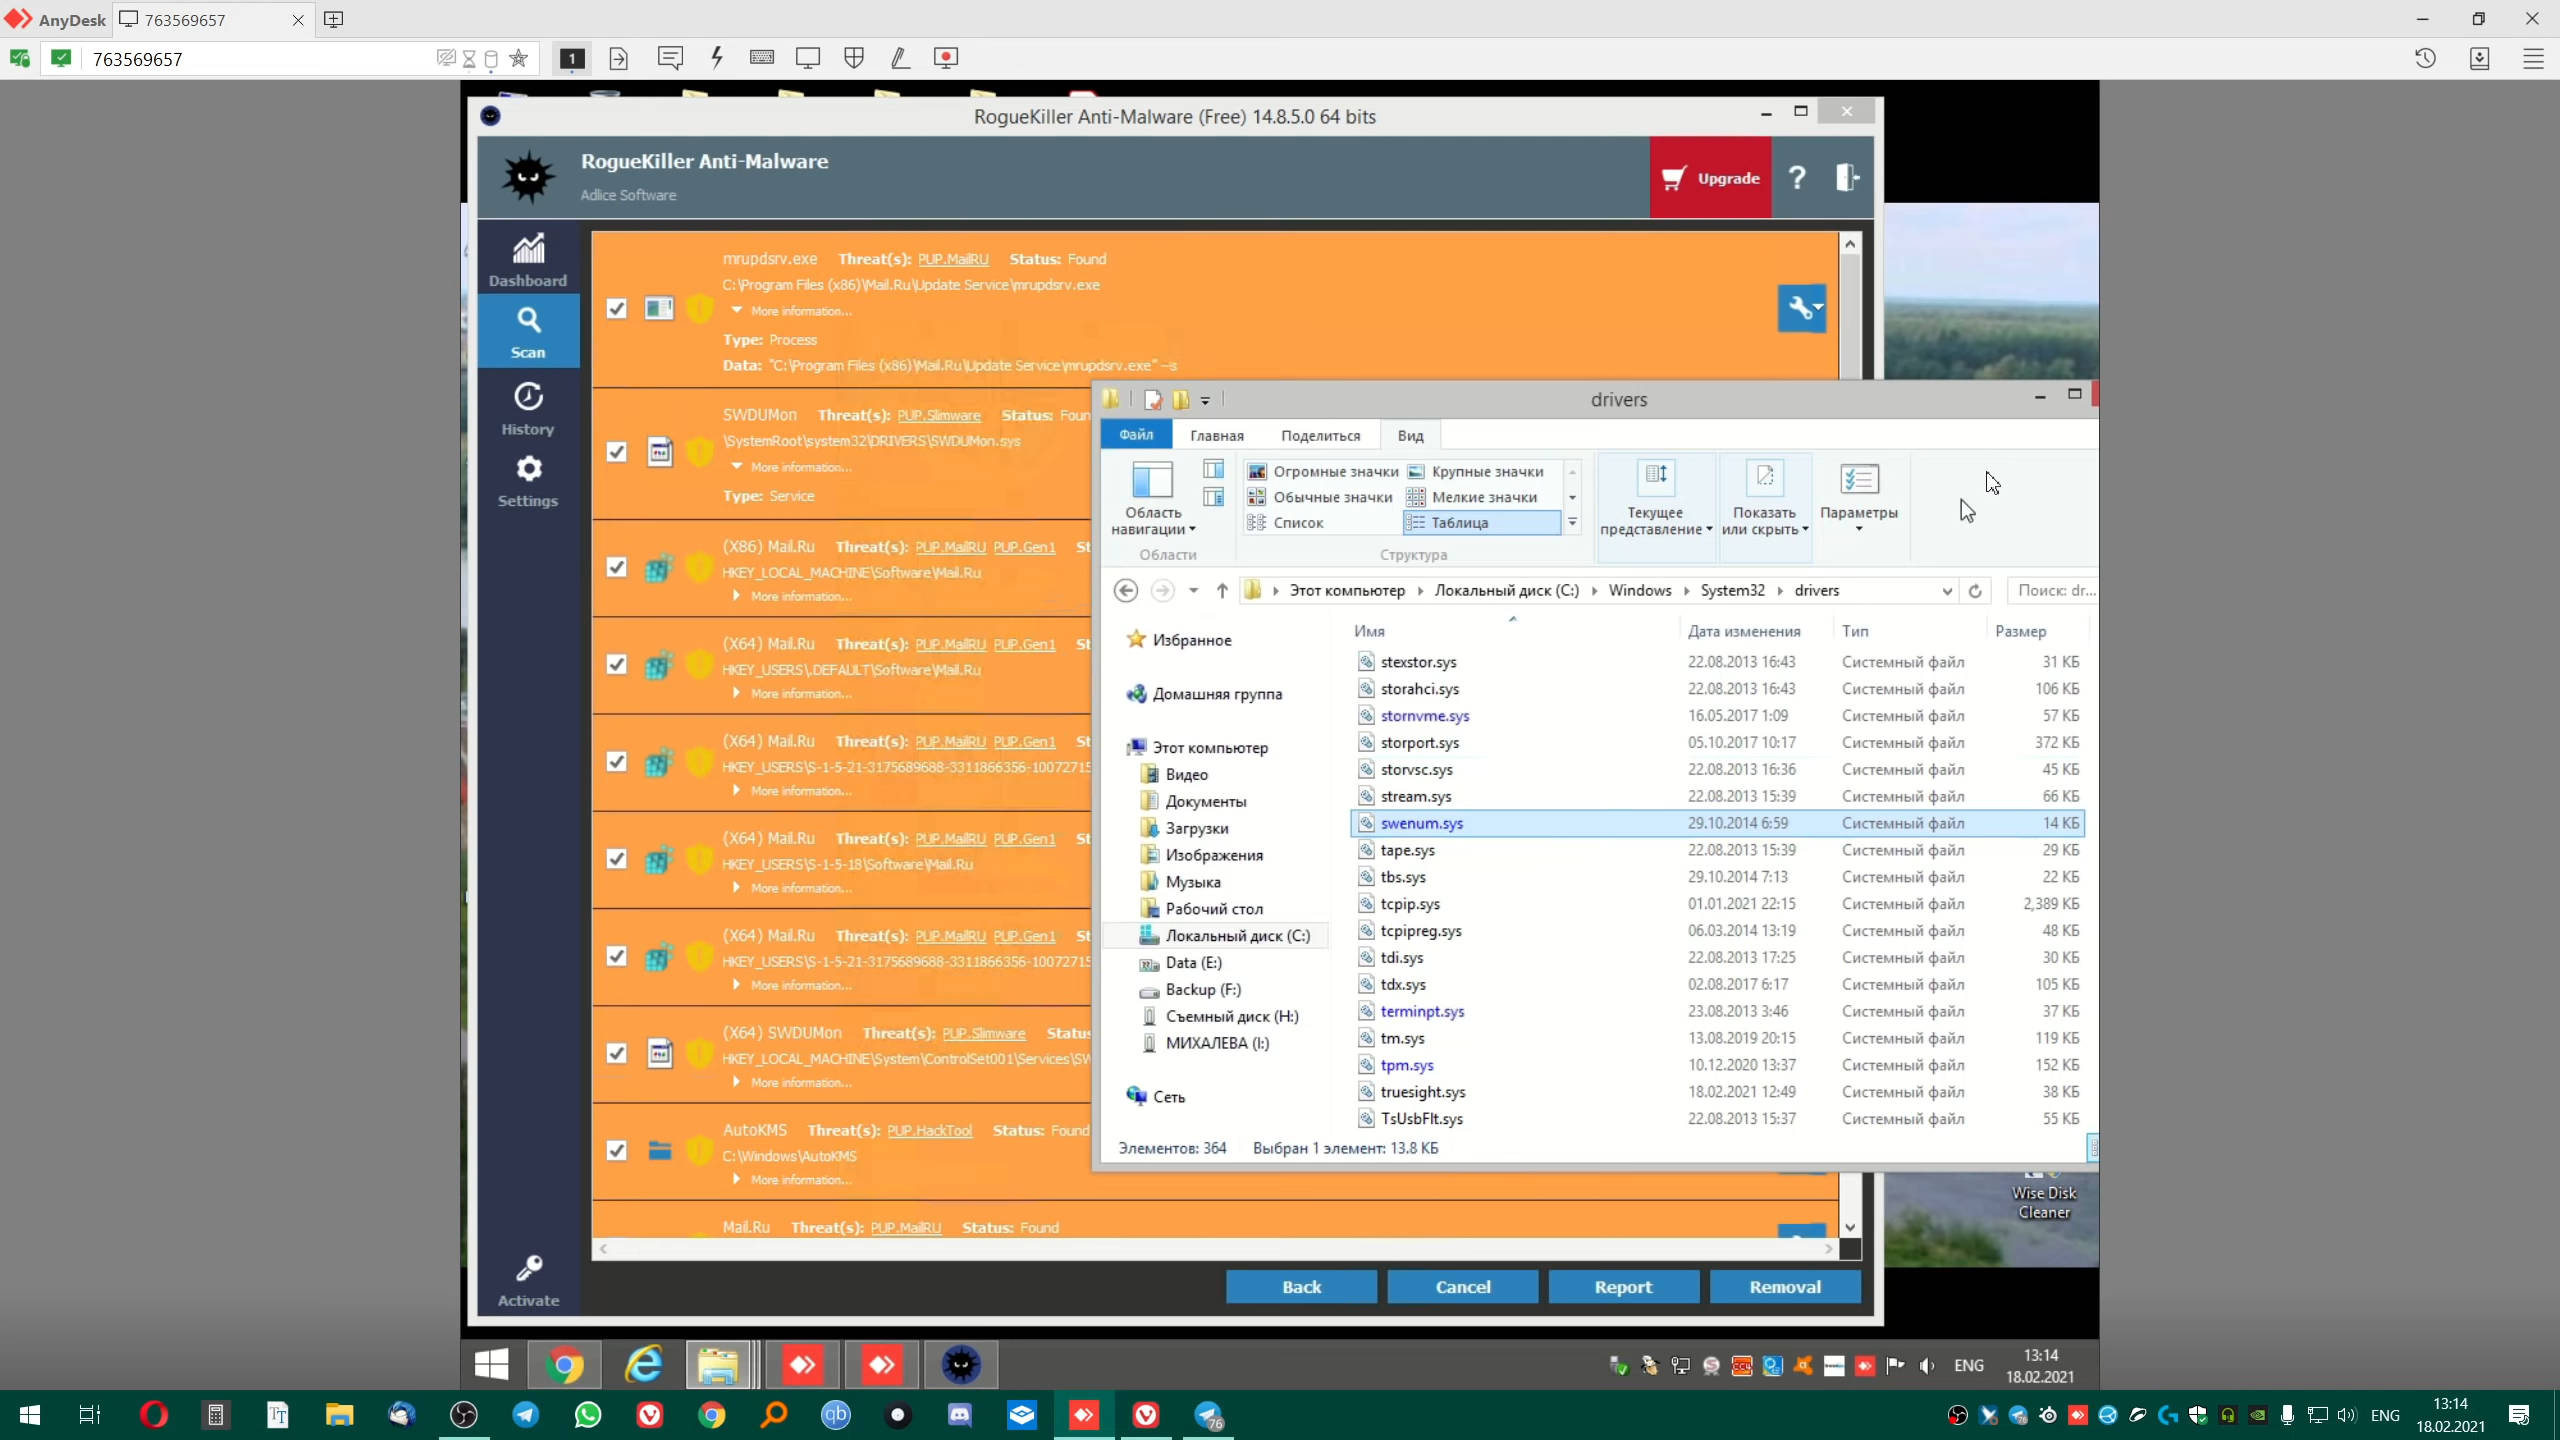 AnyDesk
763569657
763569657
1
RogueKiller Anti-Malware (Free) 14.8.5.0 64 bits
RogueKiller Anti-Malware
Adlice Software
Upgrade
?
Dashboard
Scan
History
Settings
Activate
mrupdsrv.exe Threat(s): PUP.MailRU Status: Found
C:\Program Files (x86)\Mail.Ru\Update Service\mrupdsrv.exe
More information...
Type: Process
Data: "C:\Program Files (x86)\Mail.Ru\Update Service\mrupdsrv.exe" --s
SWDUMon Threat(s): PUP.Slimware Status: Foun
\SystemRoot\system32\DRIVERS\SWDUMon.sys
More information...
Type: Service
(X86) Mail.Ru Threat(s): PUP.MailRU PUP.Gen1 St
HKEY_LOCAL_MACHINE\Software\Mail.Ru
More information...
(X64) Mail.Ru Threat(s): PUP.MailRU PUP.Gen1 St
HKEY_USERS\.DEFAULT\Software\Mail.Ru
More information...
(X64) Mail.Ru Threat(s): PUP.MailRU PUP.Gen1 St
HKEY_USERS\S-1-5-21-3175689688-3311866356-10072715
More information...
(X64) Mail.Ru Threat(s): PUP.MailRU PUP.Gen1 St
HKEY_USERS\S-1-5-18\Software\Mail.Ru
More information...
(X64) Mail.Ru Threat(s): PUP.MailRU PUP.Gen1 St
HKEY_USERS\S-1-5-21-3175689688-3311866356-10072715
More information...
(X64) SWDUMon Threat(s): PUP.Slimware Status
HKEY_LOCAL_MACHINE\System\ControlSet001\Services\SW
More information...
AutoKMS Threat(s): PUP.HackTool Status: Found
C:\Windows\AutoKMS
More information...
Mail.Ru Threat(s): PUP.MailRU Status: Found
Back Cancel Report Removal
drivers
Файл Главная Поделиться Вид
Область навигации
Области
Огромные значки Крупные значки
Обычные значки Мелкие значки
Список Таблица
Структура
Текущее представление
Показать или скрыть
Параметры
Этот компьютер Локальный диск (C:) Windows System32 drivers
Поиск: dr...
Избранное
Домашняя группа
Этот компьютер
Видео
Документы
Загрузки
Изображения
Музыка
Рабочий стол
Локальный диск (C:)
Data (E:)
Backup (F:)
Съемный диск (H:)
МИХАЛЕВА (I:)
Сеть
Имя Дата изменения Тип Размер
stexstor.sys 22.08.2013 16:43 Системный файл 31 КБ
storahci.sys 22.08.2013 16:43 Системный файл 106 КБ
stornvme.sys 16.05.2017 1:09 Системный файл 57 КБ
storport.sys 05.10.2017 10:17 Системный файл 372 КБ
storvsc.sys 22.08.2013 16:36 Системный файл 45 КБ
stream.sys 22.08.2013 15:39 Системный файл 66 КБ
swenum.sys 29.10.2014 6:59 Системный файл 14 КБ
tape.sys 22.08.2013 15:39 Системный файл 29 КБ
tbs.sys 29.10.2014 7:13 Системный файл 22 КБ
tcpip.sys 01.01.2021 22:15 Системный файл 2,389 КБ
tcpipreg.sys 06.03.2014 13:19 Системный файл 48 КБ
tdi.sys 22.08.2013 17:25 Системный файл 30 КБ
tdx.sys 02.08.2017 6:17 Системный файл 105 КБ
terminpt.sys 23.08.2013 3:46 Системный файл 37 КБ
tm.sys 13.08.2019 20:15 Системный файл 119 КБ
tpm.sys 10.12.2020 13:37 Системный файл 152 КБ
truesight.sys 18.02.2021 12:49 Системный файл 38 КБ
TsUsbFlt.sys 22.08.2013 15:37 Системный файл 55 КБ
Элементов: 364 Выбран 1 элемент: 13.8 КБ
Wise Disk
Cleaner
ENG
13:14
18.02.2021
76
ENG
13:14
18.02.2021